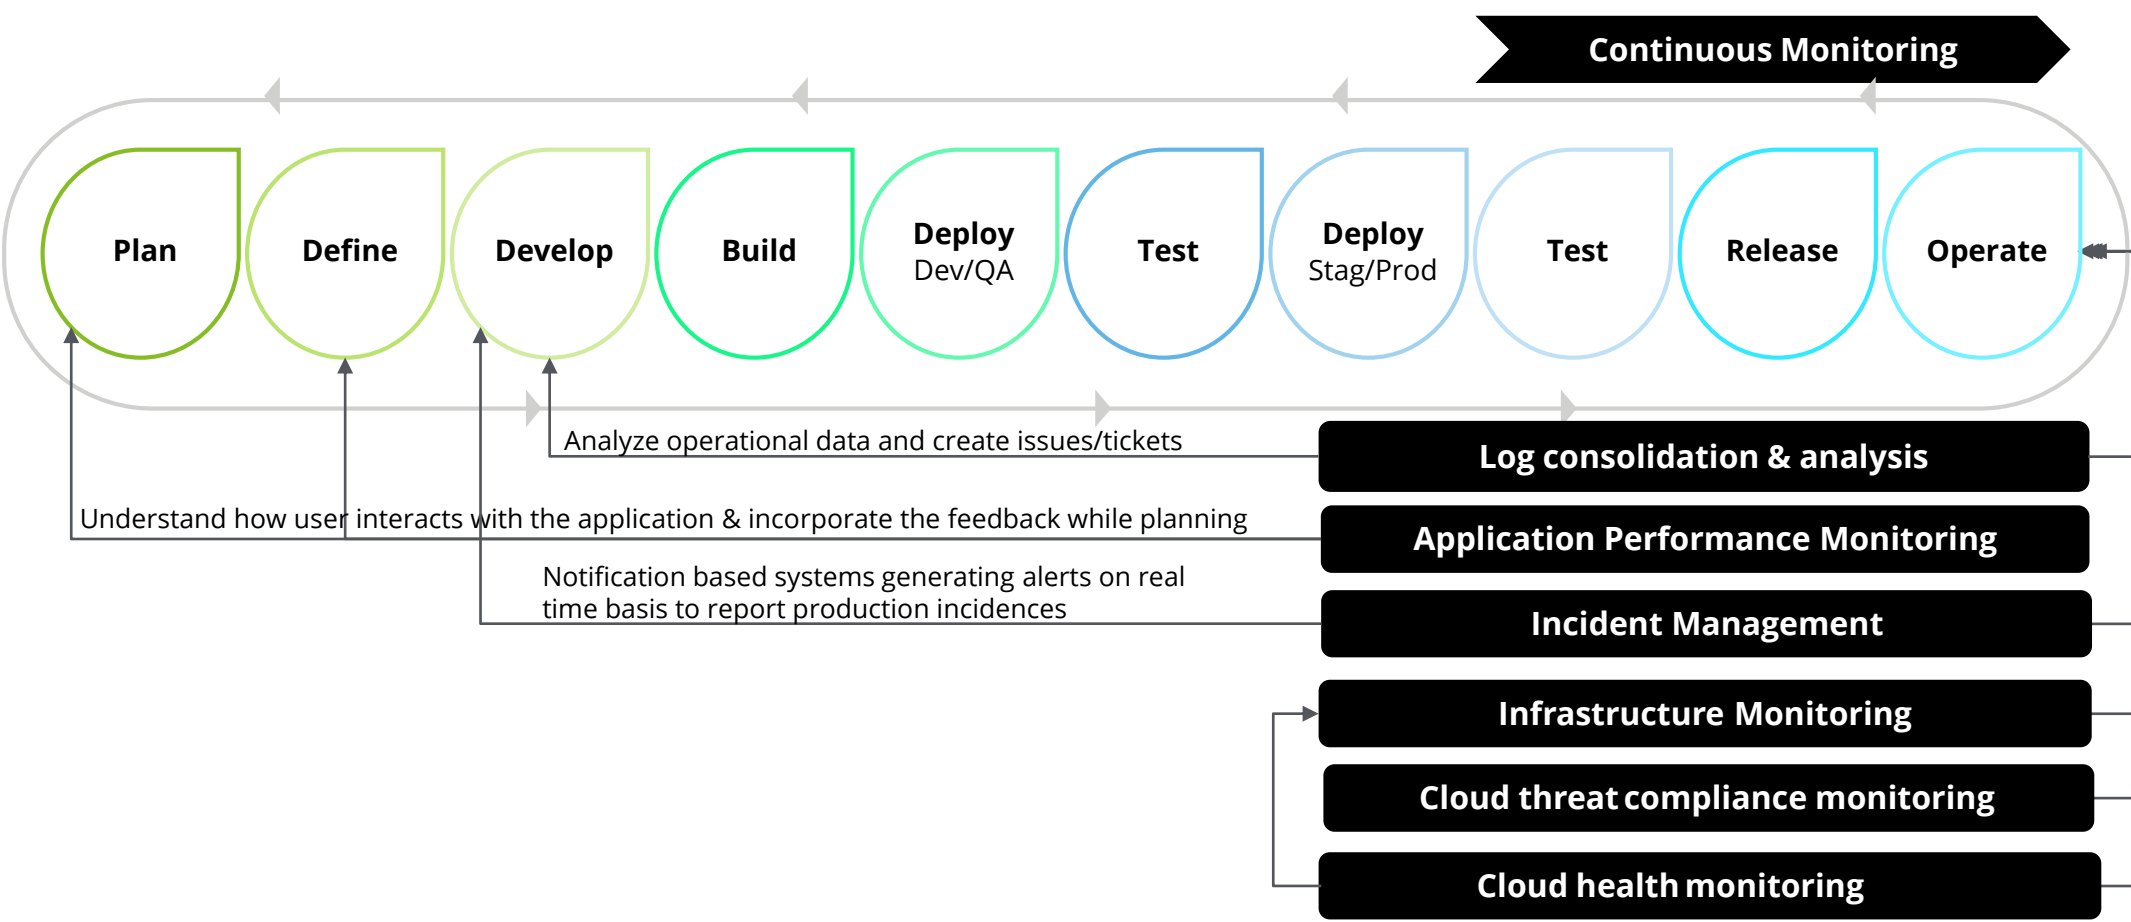 Continuous Monitoring
Plan
Define
Develop
Build
Deploy
Dev/QA
Test
Deploy
Stag/Prod
Test
Release
Operate
Analyze operational data and create issues/tickets
Log consolidation & analysis
Understand how user interacts with the application & incorporate the feedback while planning
Application Performance Monitoring
Notification based systems generating alerts on real
time basis to report production incidences
Incident Management
Infrastructure Monitoring
Cloud threat compliance monitoring
Cloud health monitoring